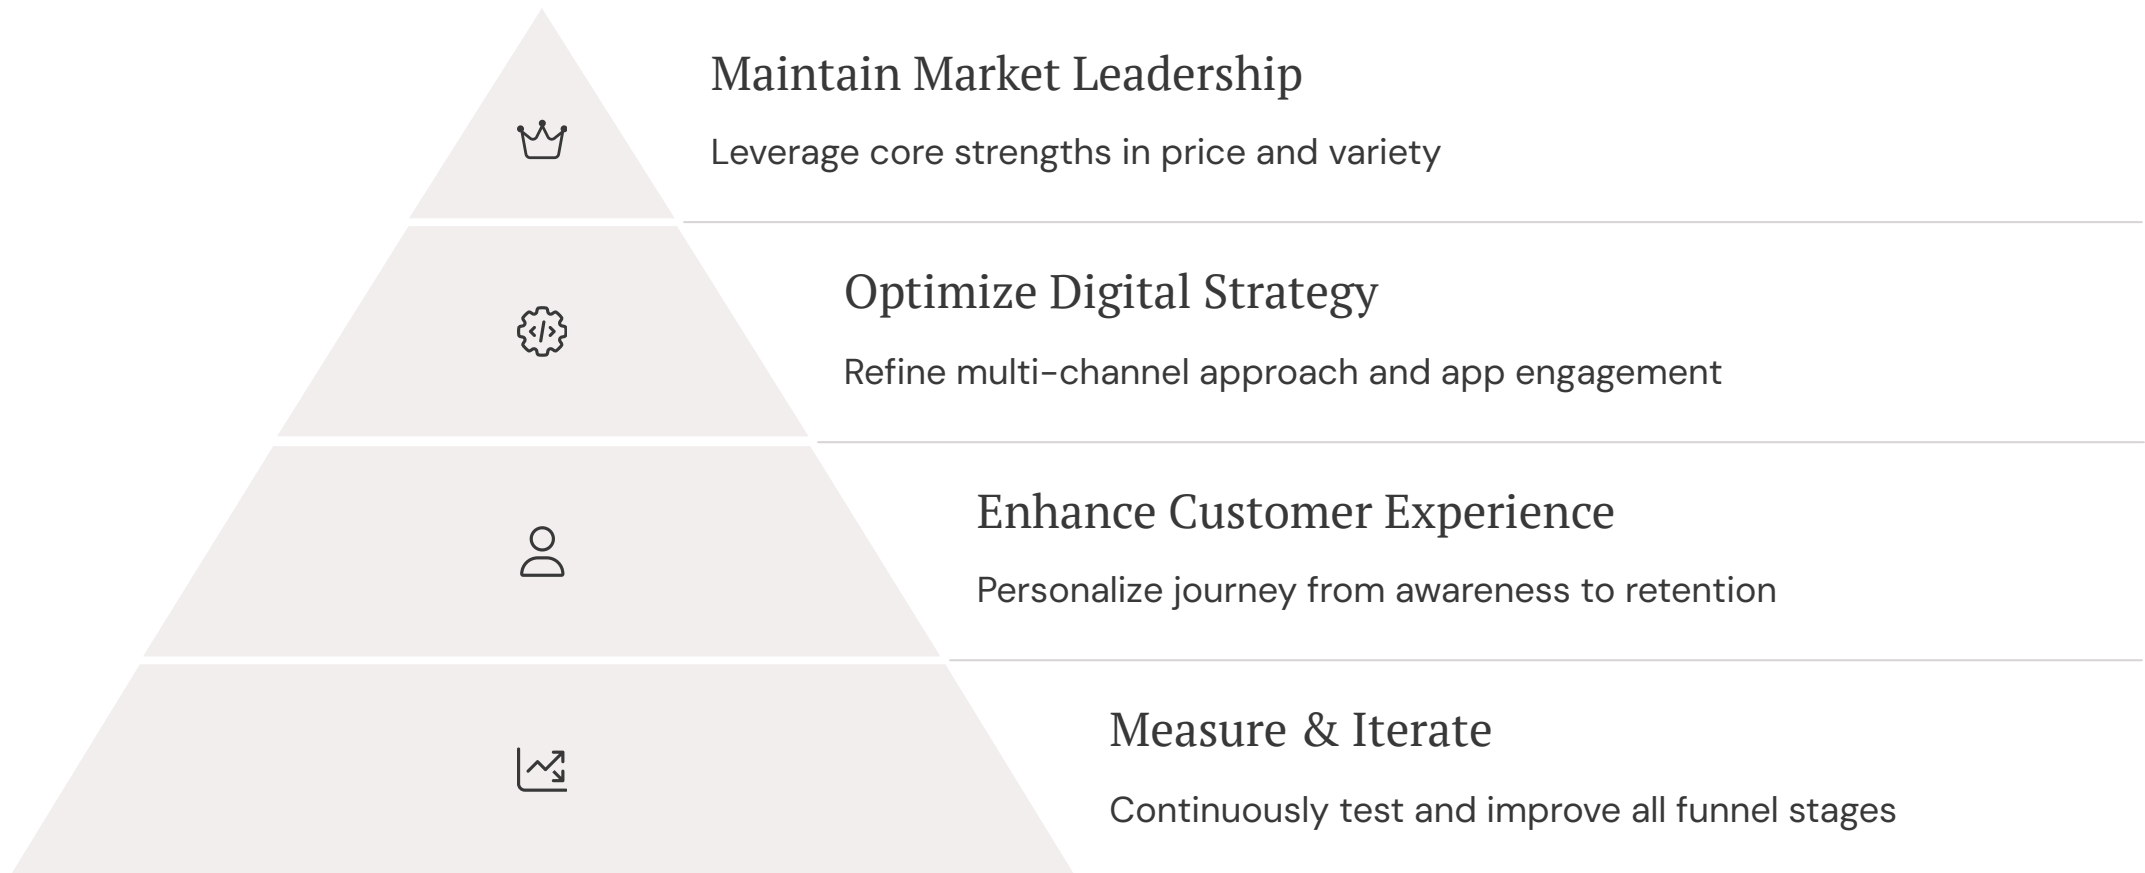 Maintain Market Leadership
Leverage core strengths in price and variety
Optimize Digital Strategy
Refine multi-channel approach and app engagement
Enhance Customer Experience
Personalize journey from awareness to retention
Measure & Iterate
Continuously test and improve all funnel stages